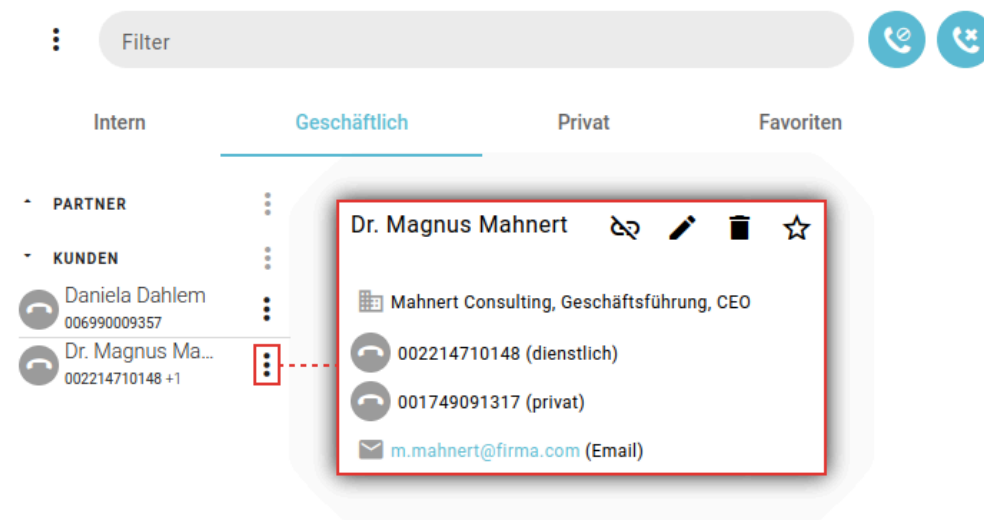 Filter
Intern Geschäftlich Privat Favoriten
PARTNER
KUNDEN
Daniela Dahlem
006990009357
Dr. Magnus Ma...
002214710148 +1
Dr. Magnus Mahnert
Mahnert Consulting, Geschäftsführung, CEO
002214710148 (dienstlich)
001749091317 (privat)
m.mahnert@firma.com (Email)